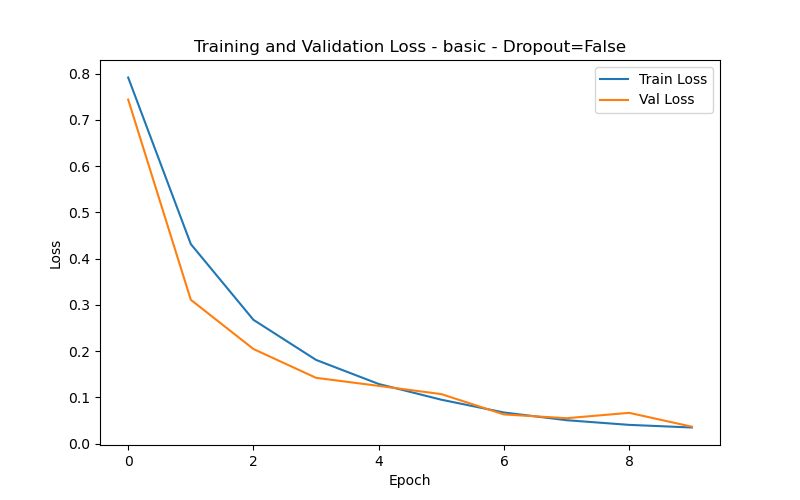 Training and Validation Loss - basic - Dropout=False
Train Loss
Val Loss
Loss
0.8
0.7
0.6
0.5
0.4
0.3
0.2
0.1
0.0
0 2 4 6 8
Epoch